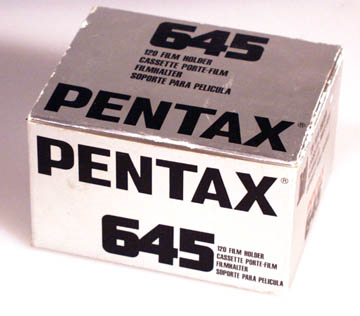 645
120 FILM HOLDER
CASSETTE PORTE-FILM
FILMHALTER
SOPORTE PARA PELICULA
PENTAX®
PENTAX®
645
120 FILM HOLDER
CASSETTE PORTE-FILM
FILMHALTER
SOPORTE PARA PELICULA